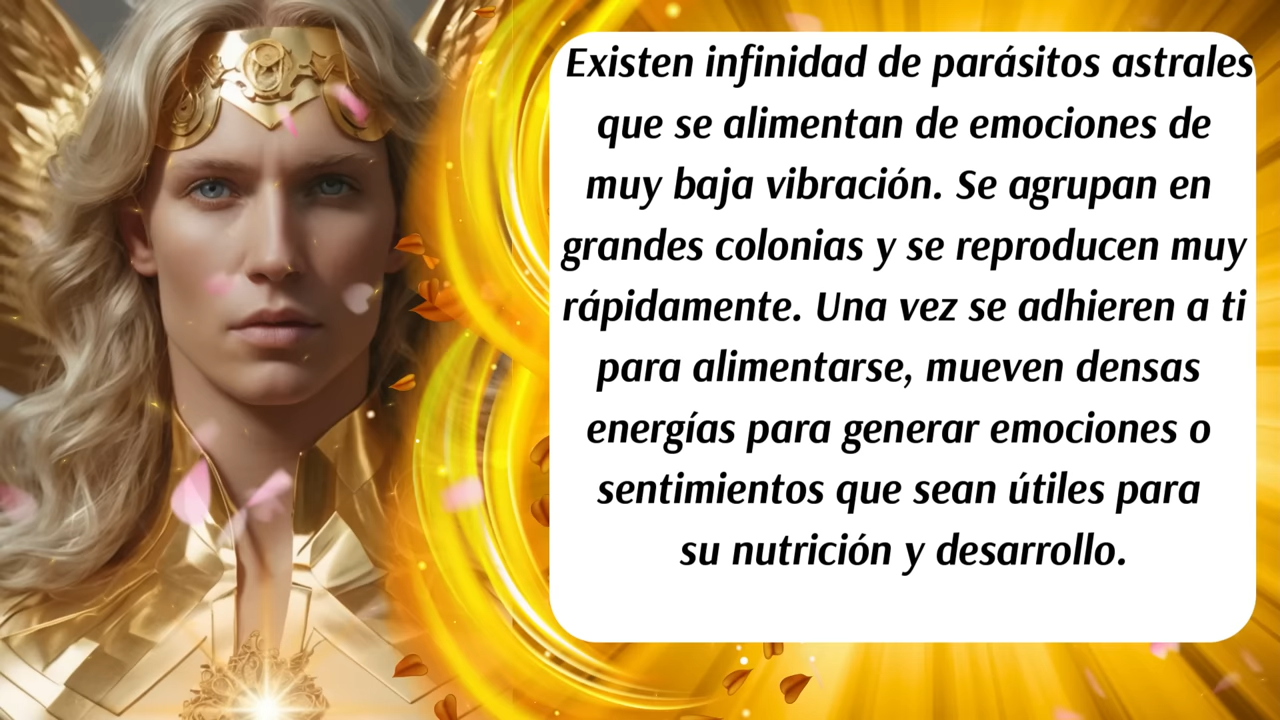 Existen infinidad de parásitos astrales
que se alimentan de emociones de
muy baja vibración. Se agrupan en
grandes colonias y se reproducen muy
rápidamente. Una vez se adhieren a ti
para alimentarse, mueven densas
energías para generar emociones o
sentimientos que sean útiles para
su nutrición y desarrollo.